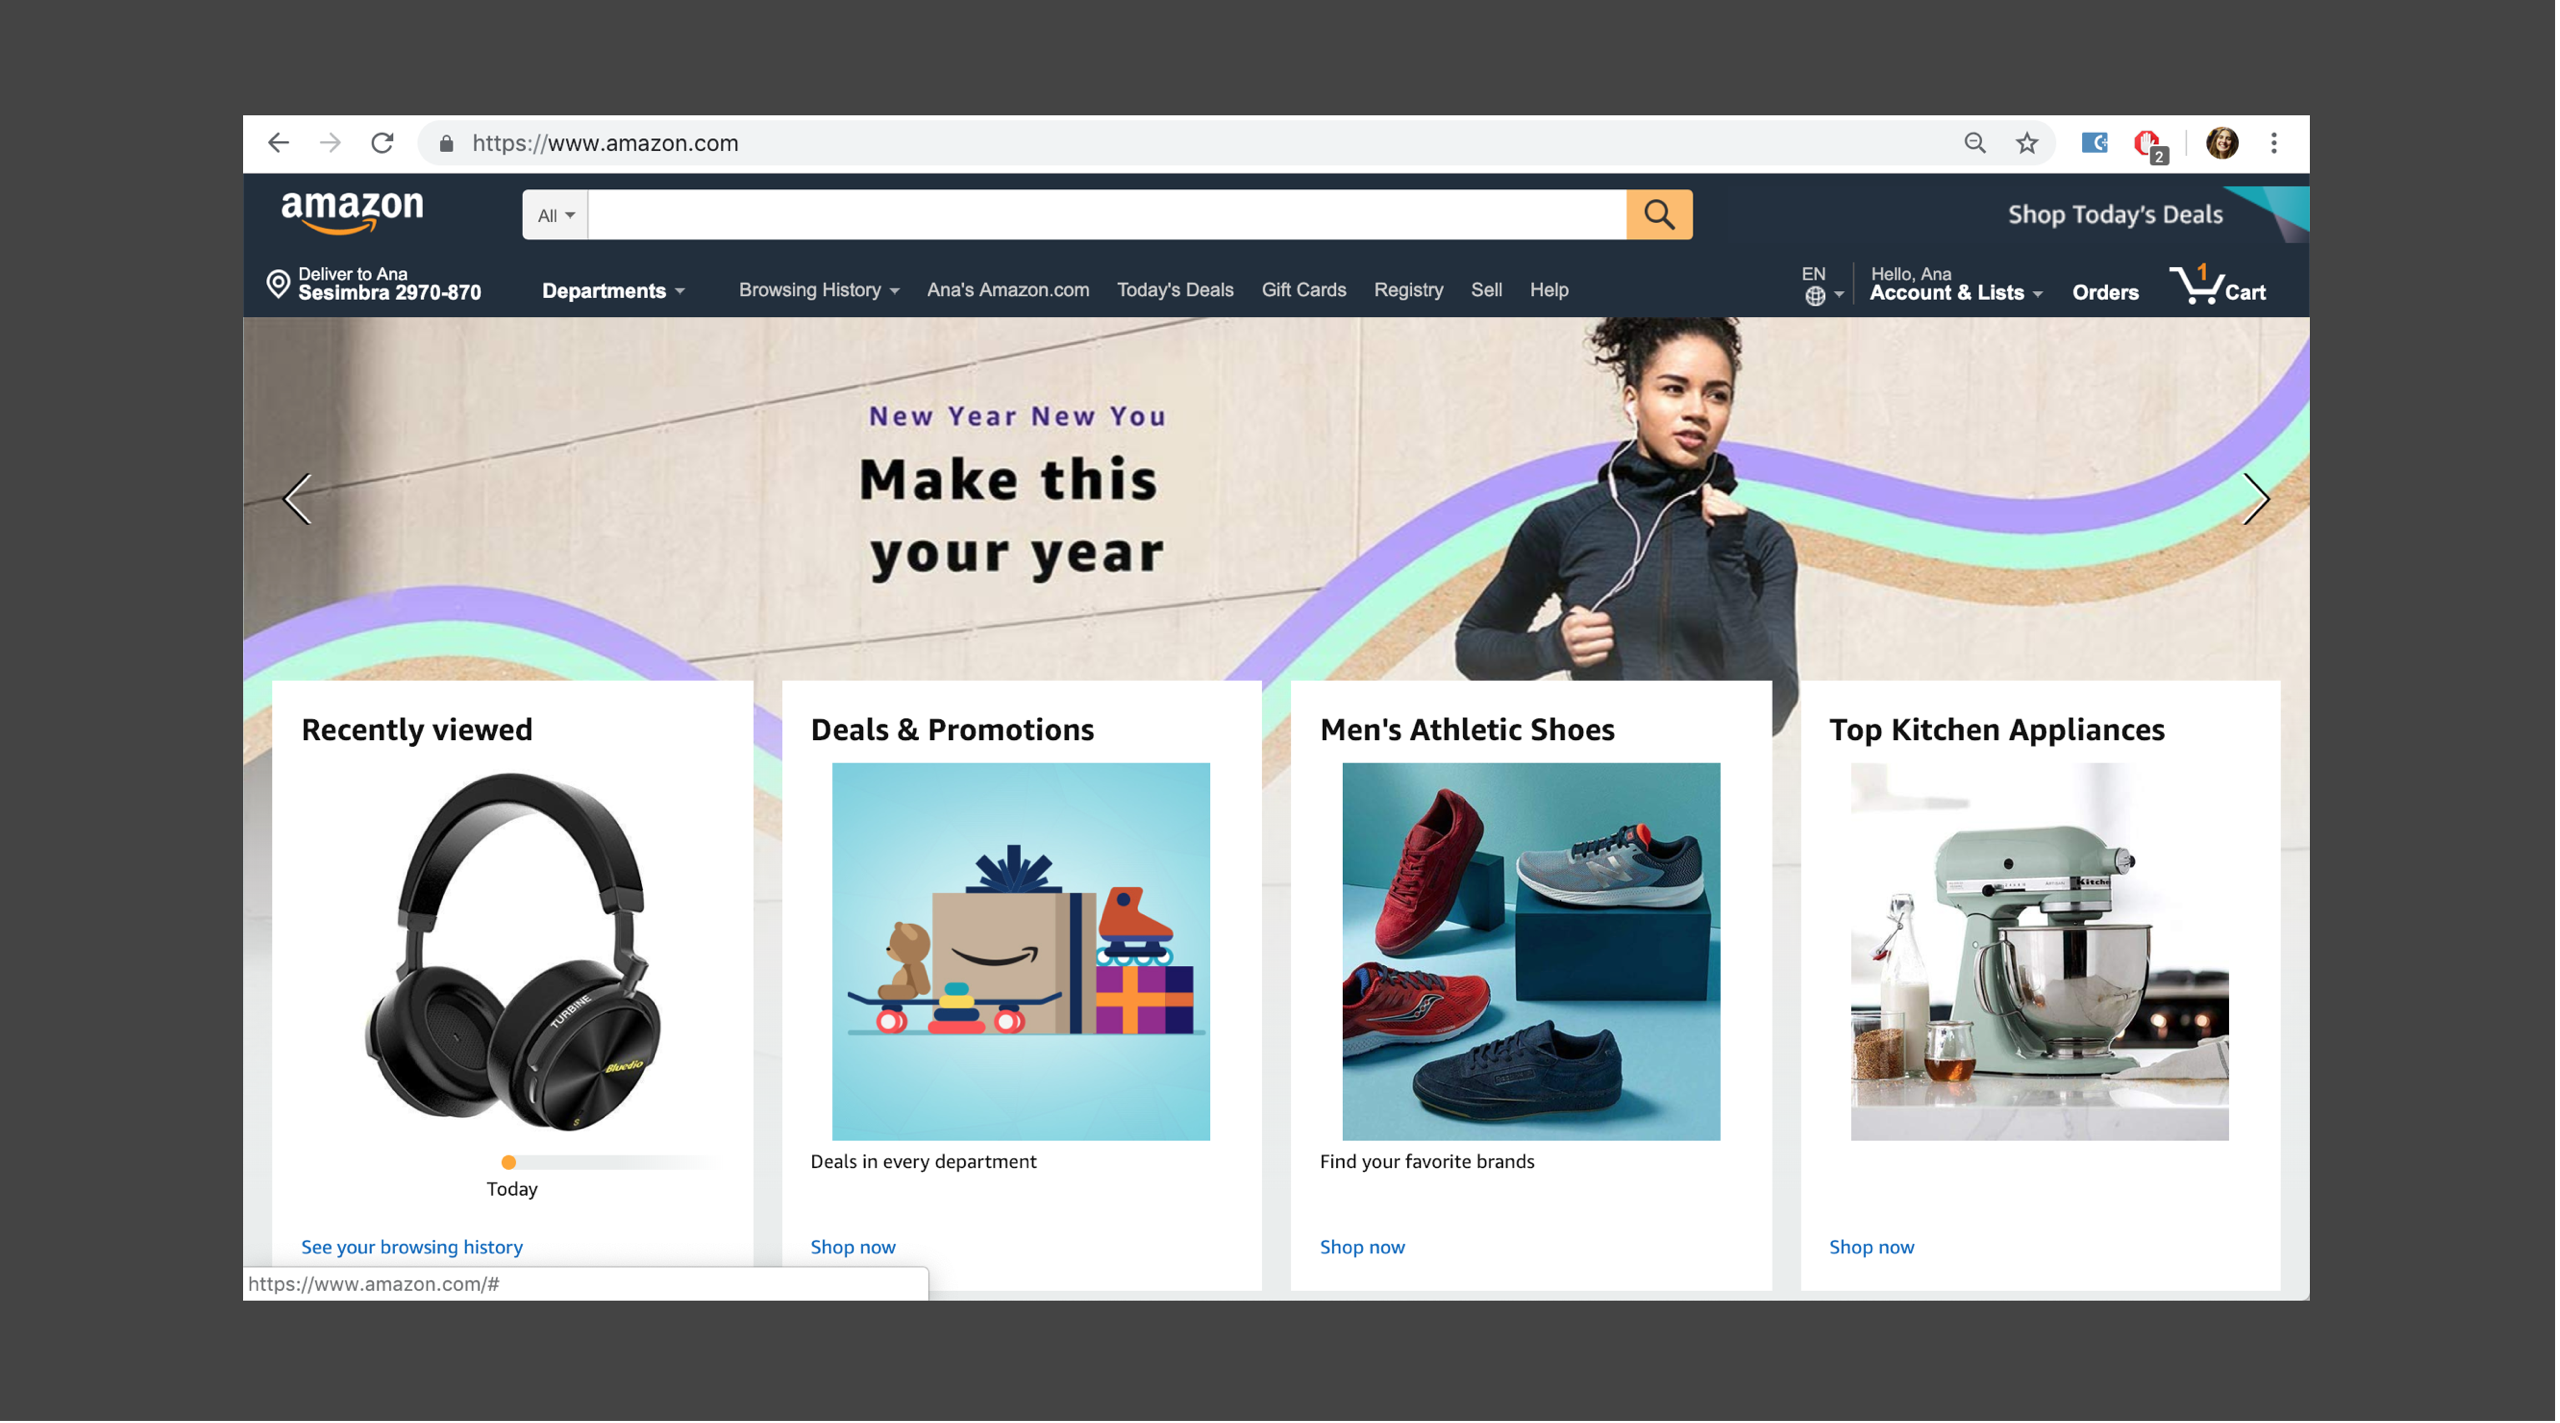 https://www.amazon.com
2
amazon
All
Shop Today's Deals
Deliver to Ana
Sesimbra 2970-870
Departments
Browsing History
Ana's Amazon.com
Today's Deals
Gift Cards
Registry
Sell
Help
EN
Hello, Ana
Account & Lists
Orders
1
Cart
New Year New You
Make this
your year
Recently viewed
TURBINE
Bluedio
Today
See your browsing history
Deals & Promotions
Deals in every department
Shop now
Men's Athletic Shoes
Find your favorite brands
Shop now
Top Kitchen Appliances
Shop now
https://www.amazon.com/#